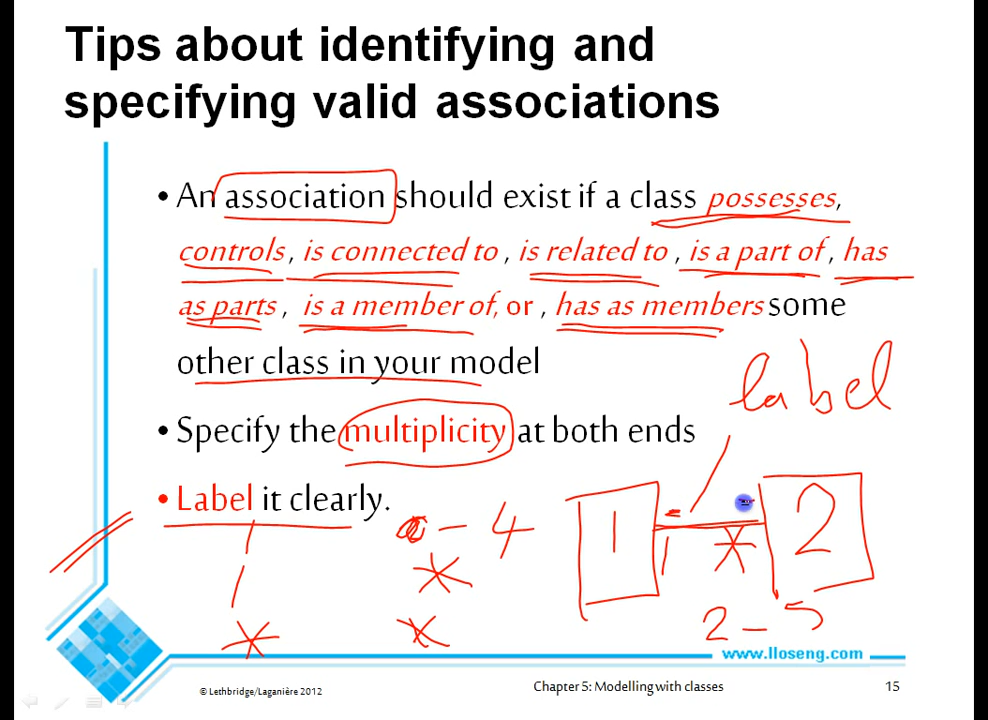 Tips about identifying and
specifying valid associations
• An association should exist if a class possesses,
controls, is connected to, is related to, is a part of, has
as parts, is a member of, or, has as members some
other class in your model
label
• Specify the multiplicity at both ends
• Label it clearly.
- 4
1 2
1 *
*
* *
2 - 5
www.lloseng.com
© Lethbridge/Laganière 2012
Chapter 5: Modelling with classes
15